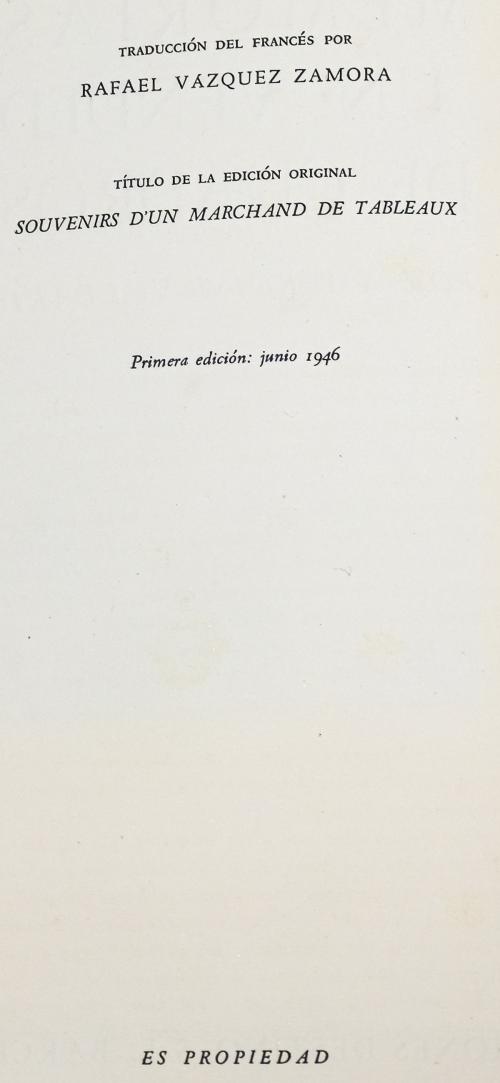 TRADUCCIÓN DEL FRANCÉS POR
RAFAEL VÁZQUEZ ZAMORA
TÍTULO DE LA EDICIÓN ORIGINAL
SOUVENIRS D'UN MARCHAND DE TABLEAUX
Primera edición: junio 1946
ES PROPIEDAD